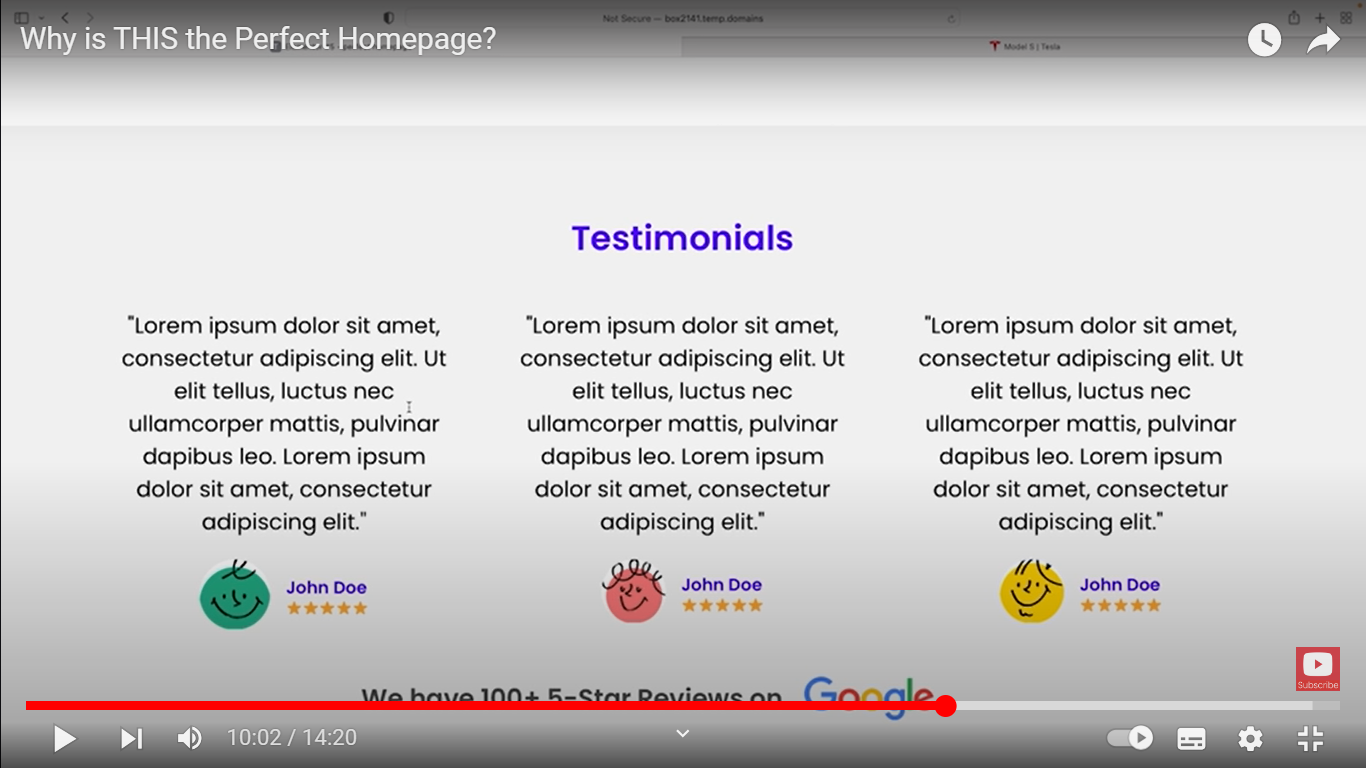 Not Secure — box2141.temp.domains
Why is THIS the Perfect Homepage?
Model S | Tesla
Testimonials
"Lorem ipsum dolor sit amet,
consectetur adipiscing elit. Ut
elit tellus, luctus nec
ullamcorper mattis, pulvinar
dapibus leo. Lorem ipsum
dolor sit amet, consectetur
adipiscing elit."
John Doe
"Lorem ipsum dolor sit amet,
consectetur adipiscing elit. Ut
elit tellus, luctus nec
ullamcorper mattis, pulvinar
dapibus leo. Lorem ipsum
dolor sit amet, consectetur
adipiscing elit."
John Doe
"Lorem ipsum dolor sit amet,
consectetur adipiscing elit. Ut
elit tellus, luctus nec
ullamcorper mattis, pulvinar
dapibus leo. Lorem ipsum
dolor sit amet, consectetur
adipiscing elit."
John Doe
Subscribe
We have 100+ 5-Star Reviews on Google
10:02 / 14:20